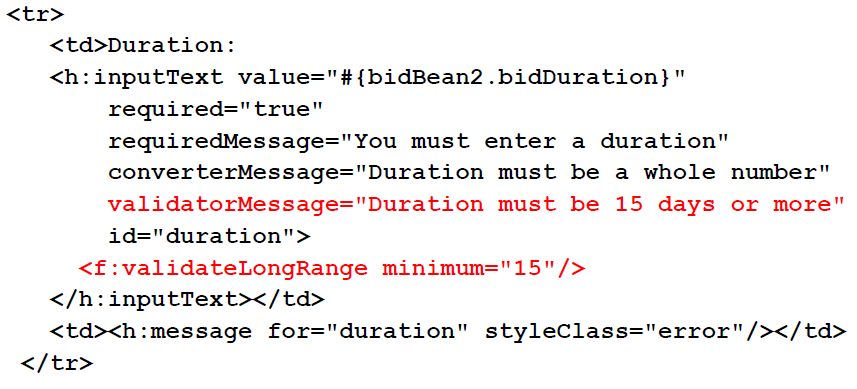 <tr>
<td>Duration:
<h:inputText value="#{bidBean2.bidDuration}"
required="true"
requiredMessage="You must enter a duration"
converterMessage="Duration must be a whole number"
validatorMessage="Duration must be 15 days or more"
id="duration">
<f:validateLongRange minimum="15"/>
</h:inputText></td>
<td><h:message for="duration" styleClass="error"/></td>
</tr>